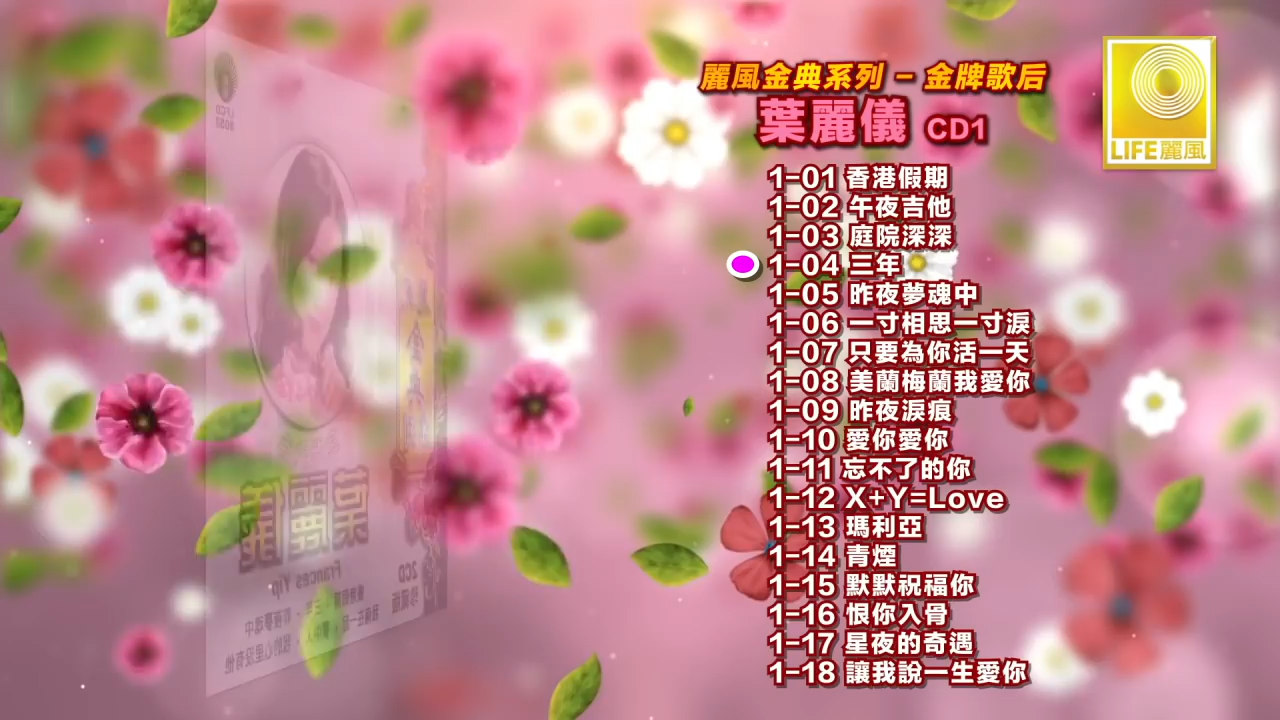 麗風金典系列 - 金牌歌后
葉麗儀 CD1
LIFE麗風
1-01 香港假期
1-02 午夜吉他
1-03 庭院深深
1-04 三年
1-05 昨夜夢魂中
1-06 一寸相思一寸淚
1-07 只要為你活一天
1-08 美蘭梅蘭我愛你
1-09 昨夜淚痕
1-10 愛你愛你
1-11 忘不了的你
1-12 X+Y=Love
1-13 瑪利亞
1-14 青煙
1-15 默默祝福你
1-16 恨你入骨
1-17 星夜的奇遇
1-18 讓我說一生愛你
葉麗儀
Frances Yip
2CD